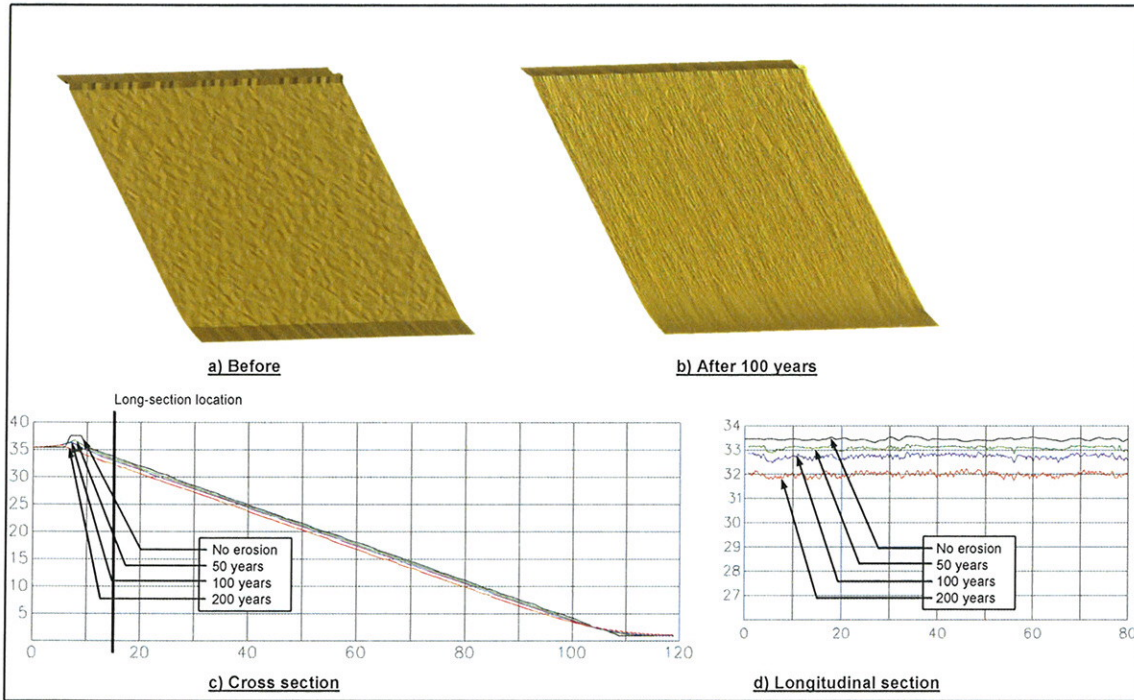 a) Before
b) After 100 years
Long-section location
40
35
30
25
20
15
10
5
0
20
40
60
80
100
120
No erosion
50 years
100 years
200 years
c) Cross section
34
33
32
31
29
28
27
0
20
40
60
80
No erosion
50 years
100 years
200 years
d) Longitudinal section